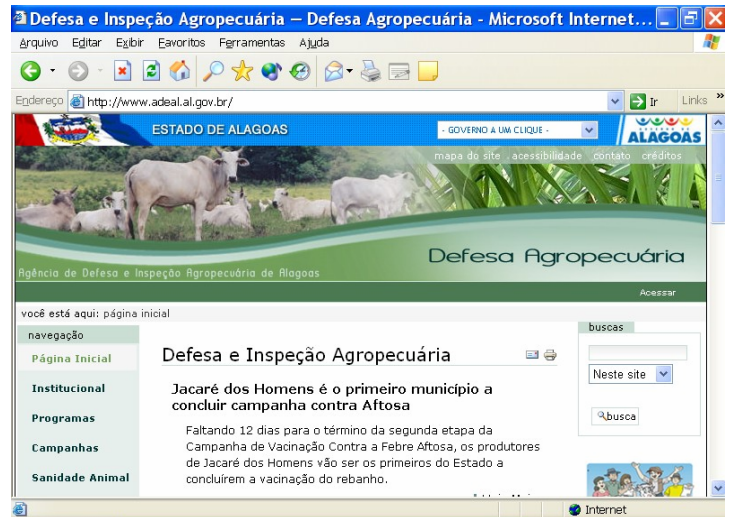 Defesa e Inspeção Agropecuária — Defesa Agropecuária - Microsoft Internet...
Arquivo Editar Exibir Favoritos Ferramentas Ajuda
Endereço http://www.adeal.al.gov.br/ Ir Links »
ESTADO DE ALAGOAS - GOVERNO A UM CLIQUE - ALAGOAS
mapa do site . acessibilidade contato créditos
Defesa Agropecuária
Agência de Defesa e Inspeção Agropecuária de Alagoas
Acessar
você está aqui: página inicial
navegação
Página Inicial
Institucional
Programas
Campanhas
Sanidade Animal
Defesa e Inspeção Agropecuária
Jacaré dos Homens é o primeiro município a
concluir campanha contra Aftosa
Faltando 12 dias para o término da segunda etapa da
Campanha de Vacinação Contra a Febre Aftosa, os produtores
de Jacaré dos Homens vão ser os primeiros do Estado a
concluírem a vacinação do rebanho.
buscas
Neste site
busca
Internet